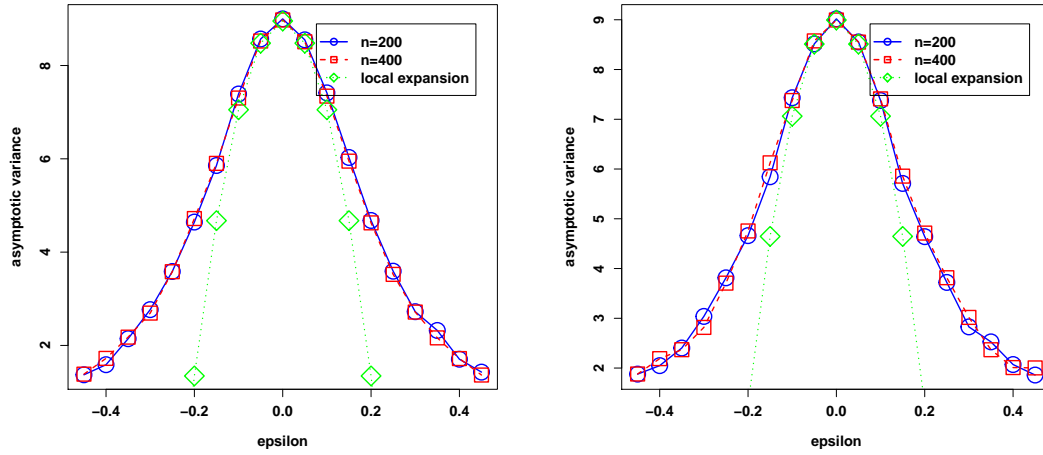 asymptotic variance
8
6
4
2
n=200
n=400
local expansion
−0.4
−0.2
0.0
0.2
0.4
epsilon
asymptotic variance
9
8
7
6
5
4
3
2
n=200
n=400
local expansion
−0.4
−0.2
0.0
0.2
0.4
epsilon